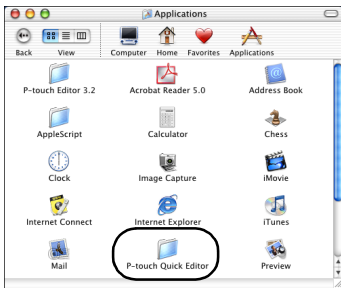 Applications
Back View Computer Home Favorites Applications
P-touch Editor 3.2 Acrobat Reader 5.0 Address Book
AppleScript Calculator Chess
Clock Image Capture iMovie
Internet Connect Internet Explorer iTunes
Mail P-touch Quick Editor Preview